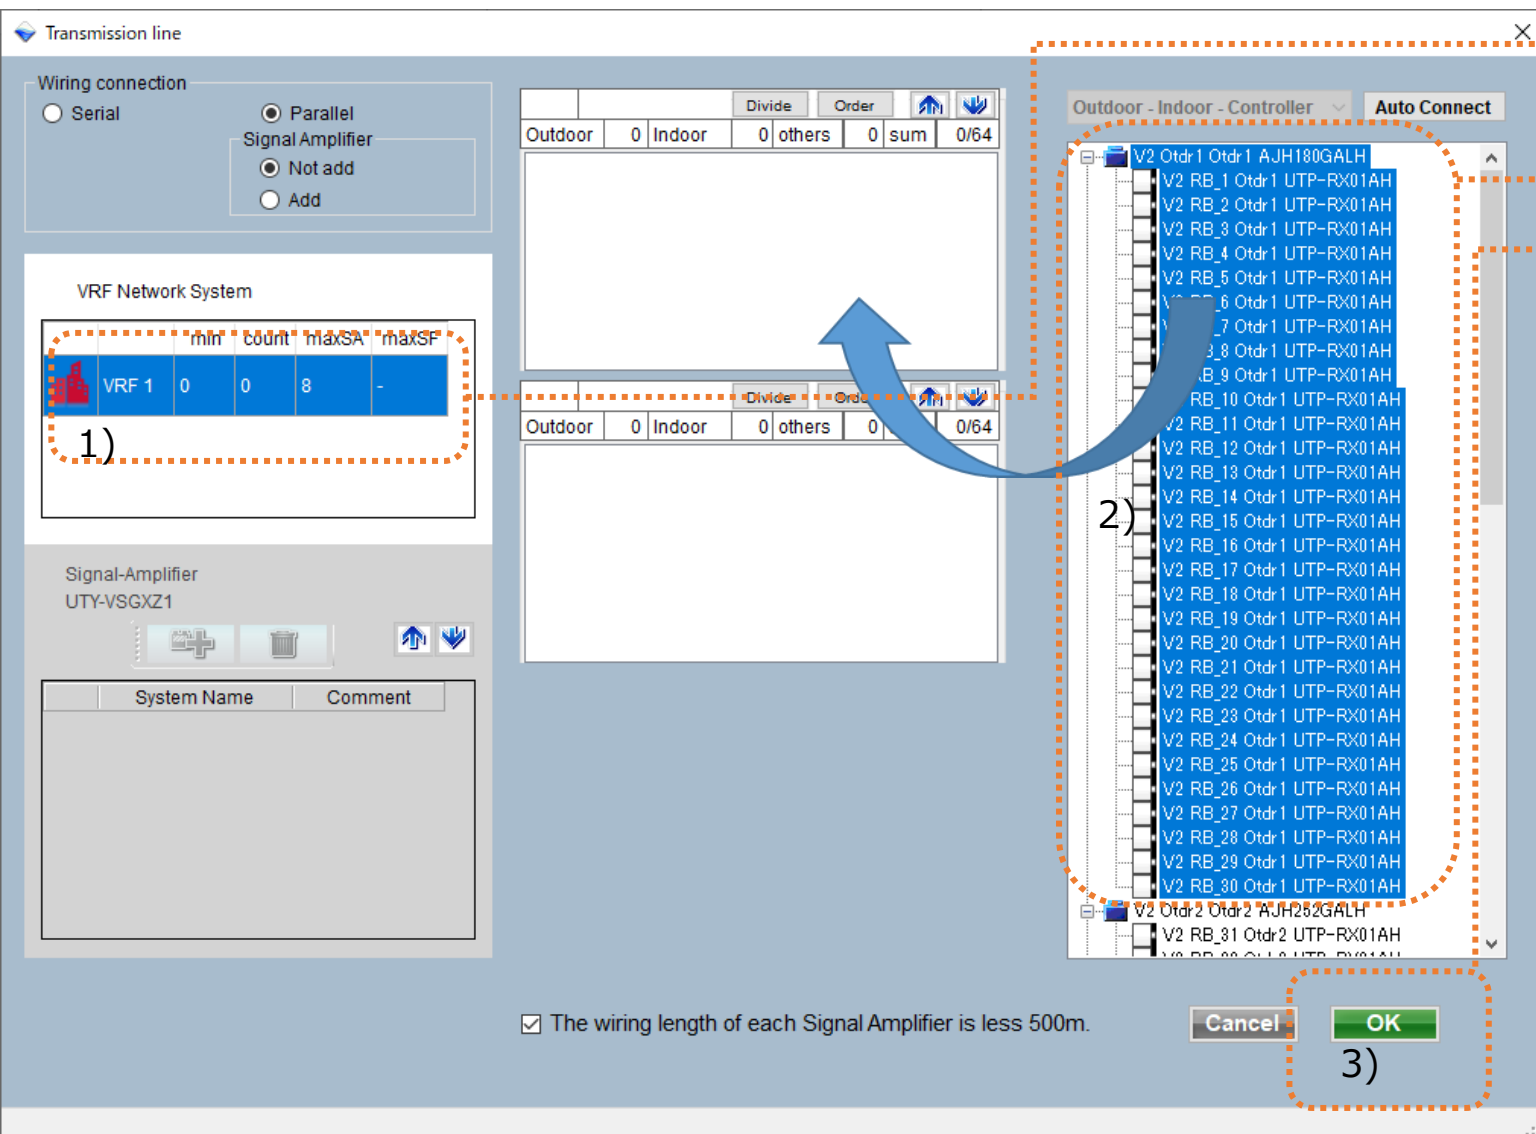 Transmission line
Wiring connection
Serial
Parallel
Signal Amplifier
Not add
Add
VRF Network System
min count maxSA maxSF
VRF 1 0 0 8 -
1)
Signal-Amplifier
UTY-VSGXZ1
System Name Comment
Divide Order
Outdoor 0 Indoor 0 others 0 sum 0/64
Divide Order
Outdoor 0 Indoor 0 others 0 0/64
Outdoor - Indoor - Controller Auto Connect
V2 Otdr1 Otdr1 AJH180GALH
V2 RB_1 Otdr1 UTP-RX01AH
V2 RB_2 Otdr1 UTP-RX01AH
V2 RB_3 Otdr1 UTP-RX01AH
V2 RB_4 Otdr1 UTP-RX01AH
V2 RB_5 Otdr1 UTP-RX01AH
_6 Otdr1 UTP-RX01AH
_7 Otdr1 UTP-RX01AH
_8 Otdr1 UTP-RX01AH
_9 Otdr1 UTP-RX01AH
RB_10 Otdr1 UTP-RX01AH
V2 RB_11 Otdr1 UTP-RX01AH
V2 RB_12 Otdr1 UTP-RX01AH
V2 RB_13 Otdr1 UTP-RX01AH
V2 RB_14 Otdr1 UTP-RX01AH
2)
V2 RB_15 Otdr1 UTP-RX01AH
V2 RB_16 Otdr1 UTP-RX01AH
V2 RB_17 Otdr1 UTP-RX01AH
V2 RB_18 Otdr1 UTP-RX01AH
V2 RB_19 Otdr1 UTP-RX01AH
V2 RB_20 Otdr1 UTP-RX01AH
V2 RB_21 Otdr1 UTP-RX01AH
V2 RB_22 Otdr1 UTP-RX01AH
V2 RB_23 Otdr1 UTP-RX01AH
V2 RB_24 Otdr1 UTP-RX01AH
V2 RB_25 Otdr1 UTP-RX01AH
V2 RB_26 Otdr1 UTP-RX01AH
V2 RB_27 Otdr1 UTP-RX01AH
V2 RB_28 Otdr1 UTP-RX01AH
V2 RB_29 Otdr1 UTP-RX01AH
V2 RB_30 Otdr1 UTP-RX01AH
V2 Otdr2 Otdr2 AJH252GALH
V2 RB_31 Otdr2 UTP-RX01AH
The wiring length of each Signal Amplifier is less 500m.
Cancel OK
3)